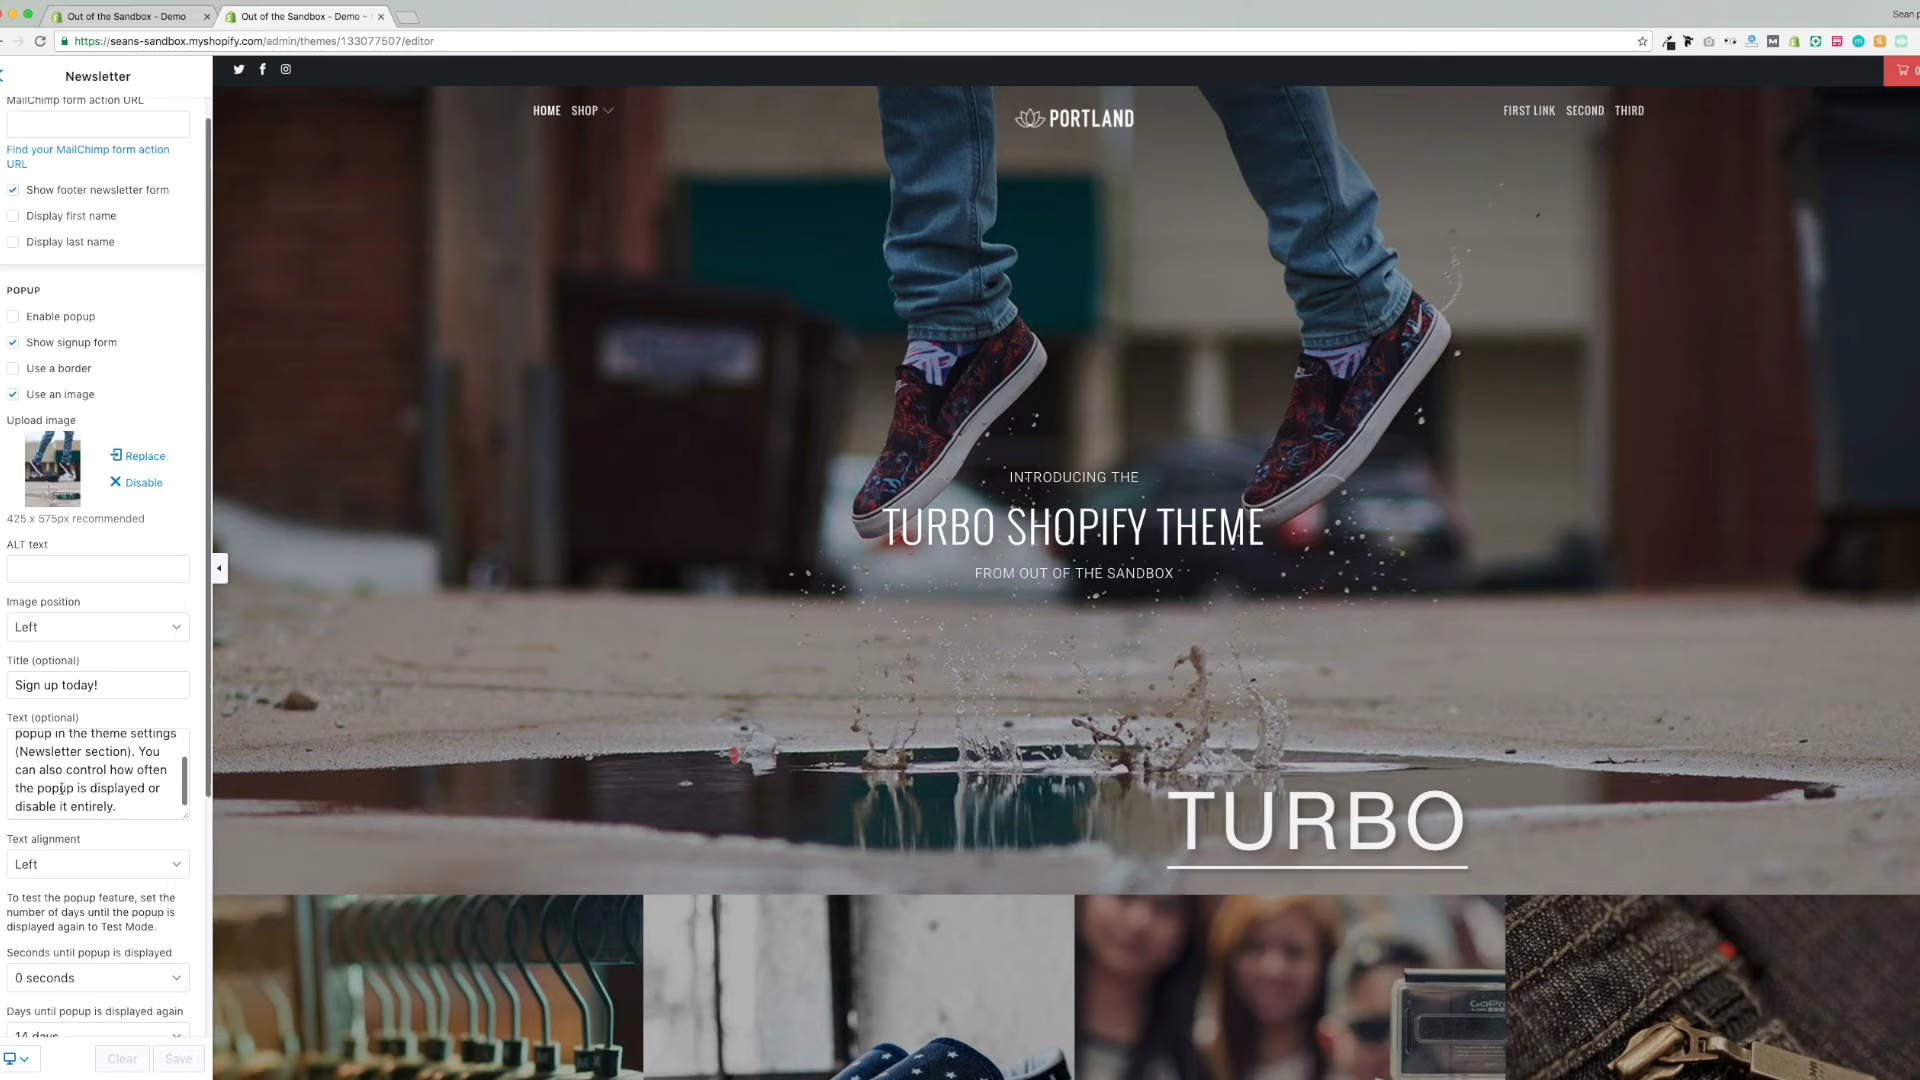 Out of the Sandbox - Demo
Out of the Sandbox - Demo ~
Sean p
https://seans-sandbox.myshopify.com/admin/themes/133077507/editor
Newsletter
MailChimp form action URL
Find your MailChimp form action
URL
Show footer newsletter form
Display first name
Display last name
POPUP
Enable popup
Show signup form
Use a border
Use an image
Upload image
Replace
Disable
425 x 575px recommended
ALT text
Image position
Left
Title (optional)
Sign up today!
Text (optional)
popup in the theme settings
(Newsletter section). You
can also control how often
the popup is displayed or
disable it entirely.
Text alignment
Left
To test the popup feature, set the
number of days until the popup is
displayed again to Test Mode.
Seconds until popup is displayed
0 seconds
Days until popup is displayed again
14 days
Clear
Save
HOME SHOP
PORTLAND
FIRST LINK SECOND THIRD
0
INTRODUCING THE
TURBO SHOPIFY THEME
FROM OUT OF THE SANDBOX
TURBO